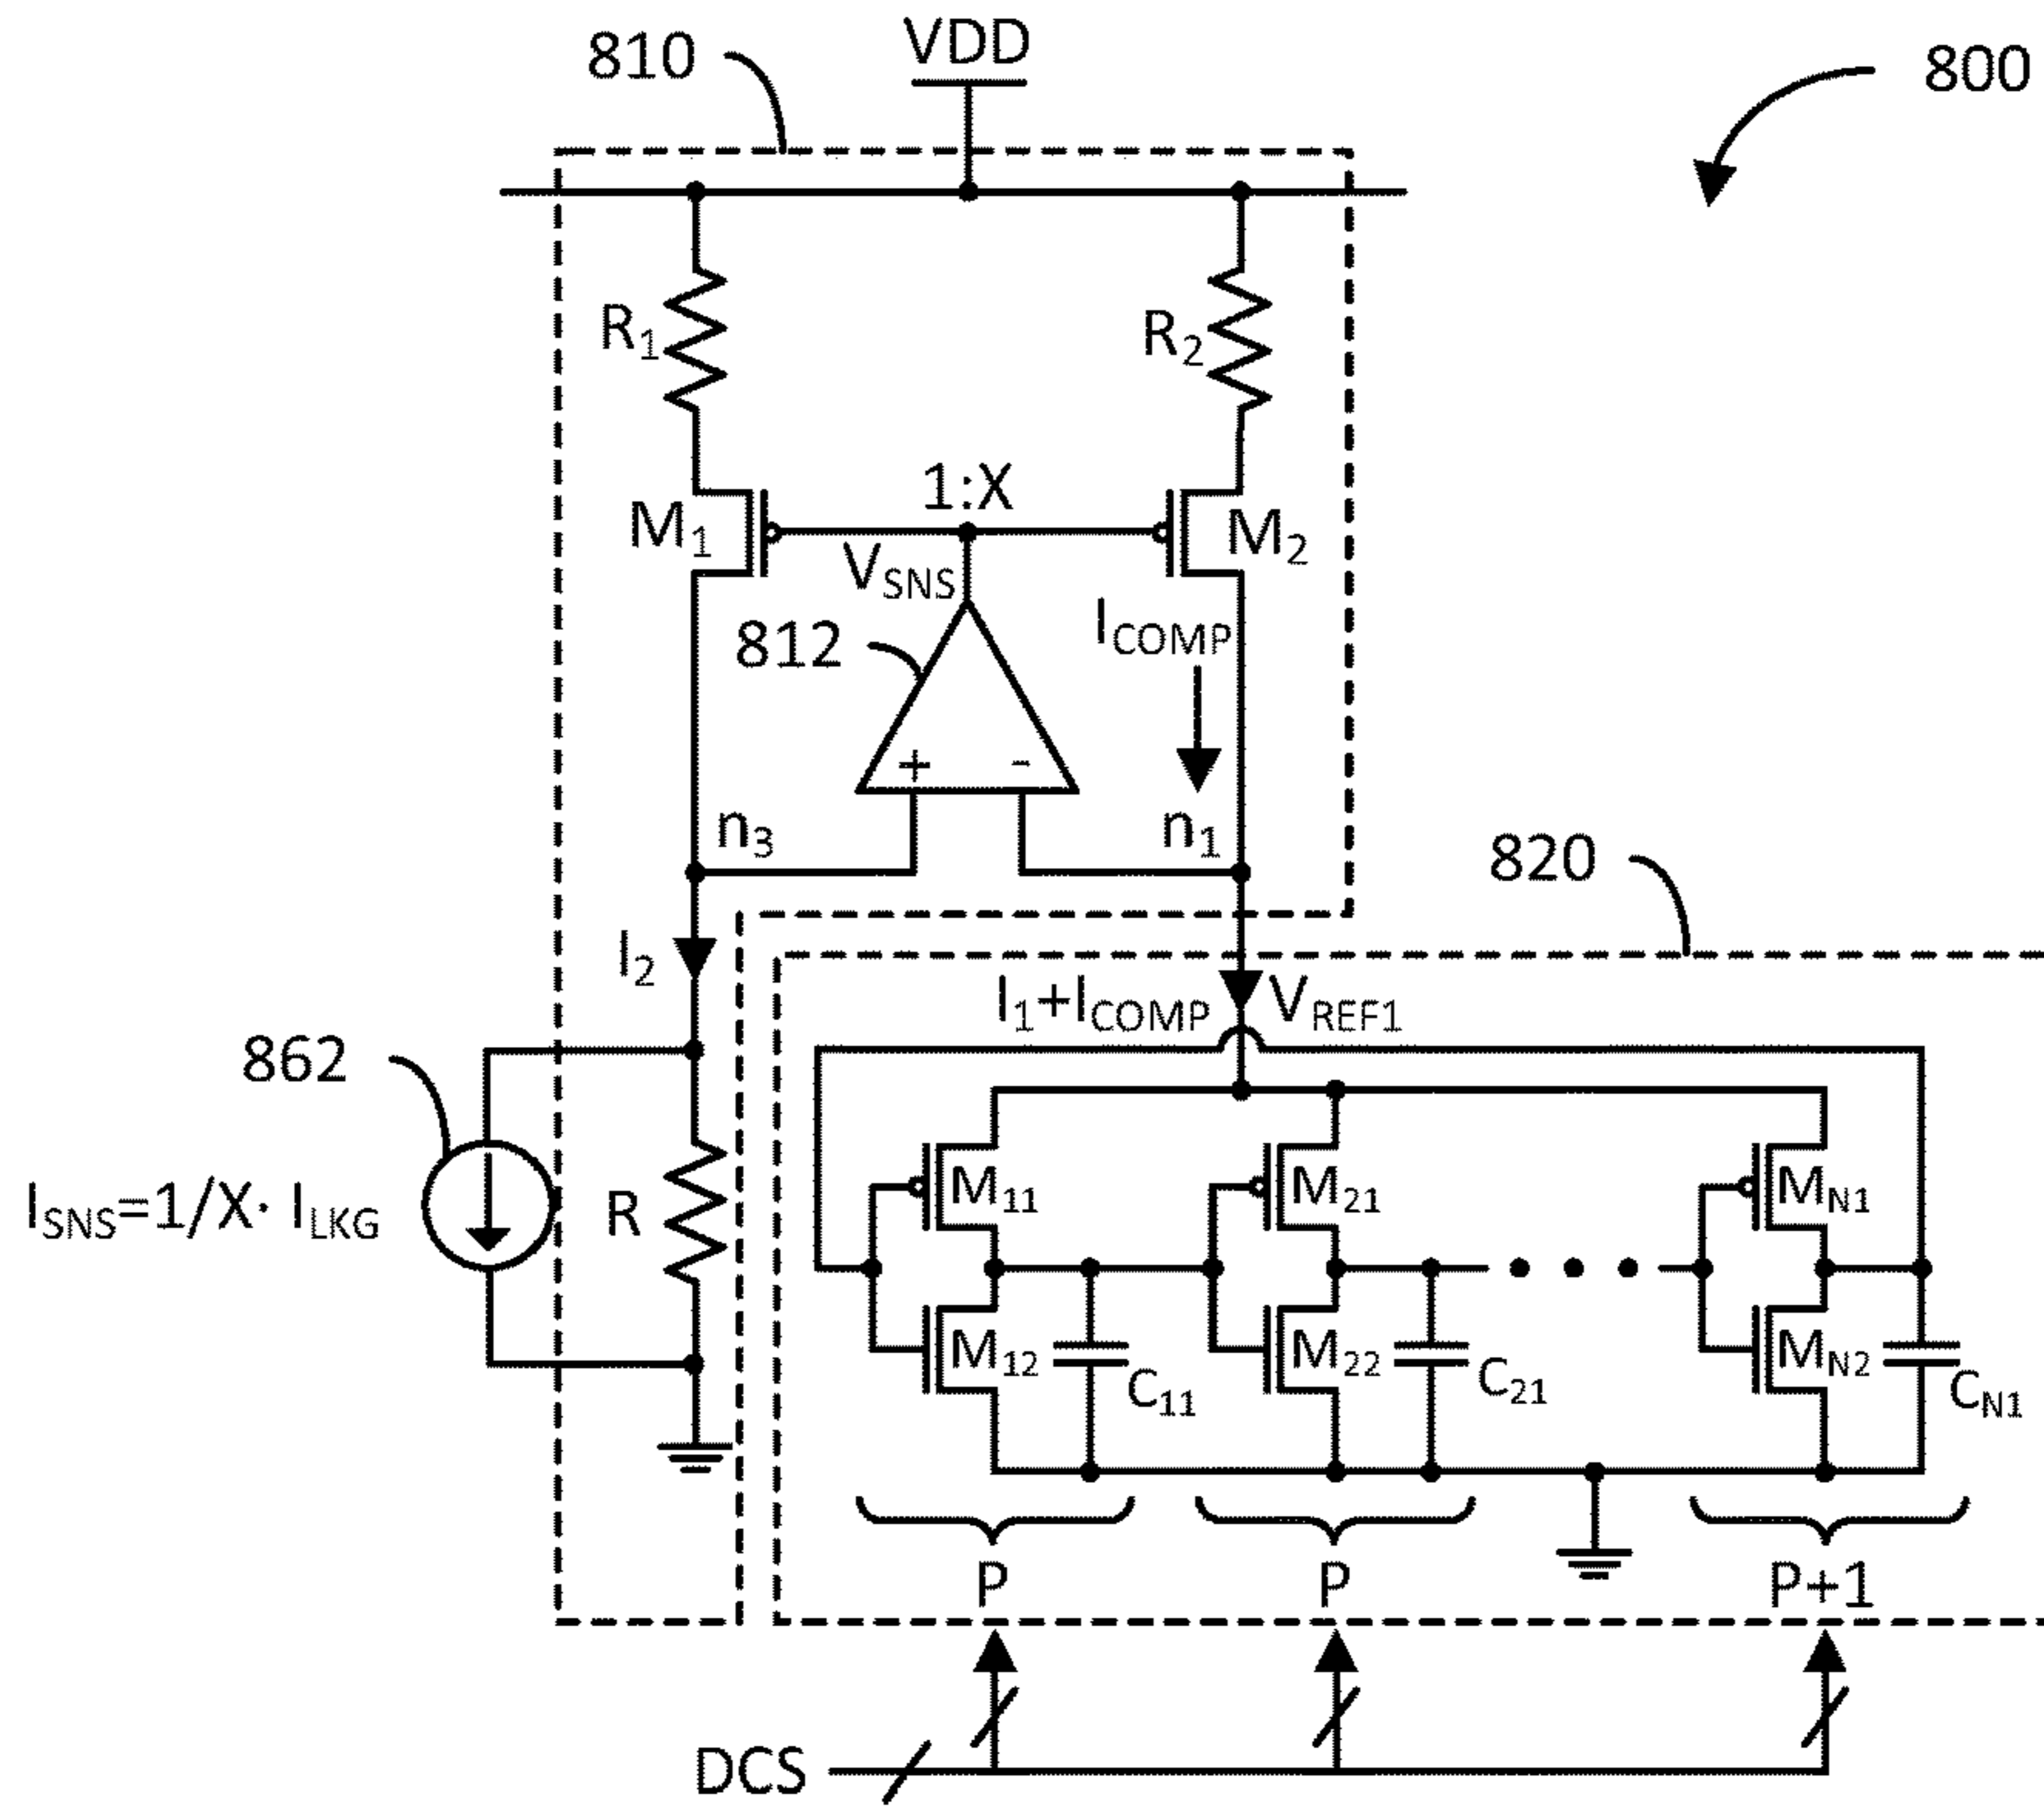 810
VDD
800
R1
R2
1:X
M1
M2
VSNS
ICOMP
812
+
-
n3
n1
820
I2
I1+ICOMP
VREF1
862
ISNS=1/X· ILKG
R
M11
M21
MN1
M12
M22
MN2
C11
C21
CN1
P
P
P+1
DCS